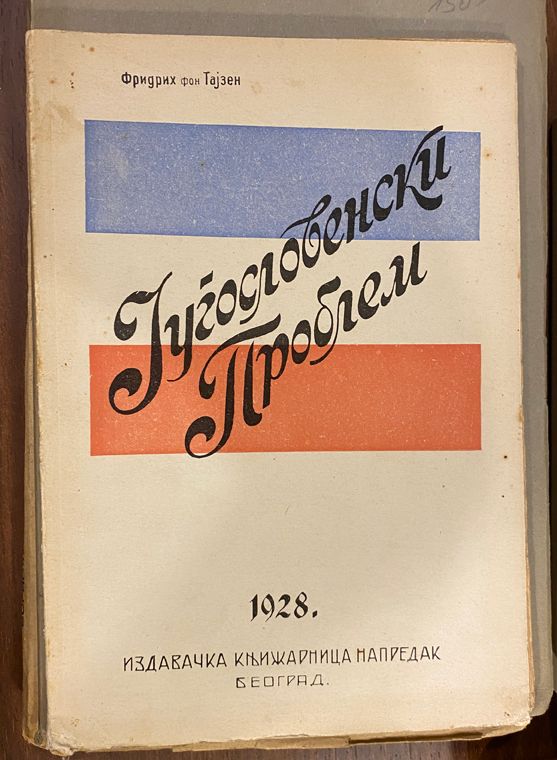 Фридрих фон Тајзен
Југословенски
Проблем
1928.
ИЗДАВАЧКА КЊИЖАРНИЦА НАПРЕДАК
БЕОГРАД.